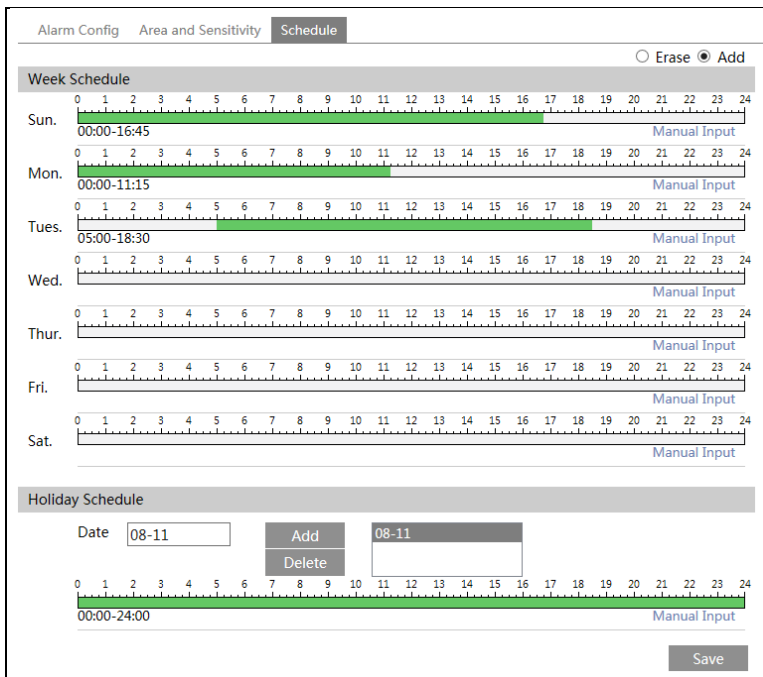 Alarm Config Area and Sensitivity Schedule
Erase Add
Week Schedule
0 1 2 3 4 5 6 7 8 9 10 11 12 13 14 15 16 17 18 19 20 21 22 23 24
Sun.
00:00-16:45 Manual Input
0 1 2 3 4 5 6 7 8 9 10 11 12 13 14 15 16 17 18 19 20 21 22 23 24
Mon.
00:00-11:15 Manual Input
0 1 2 3 4 5 6 7 8 9 10 11 12 13 14 15 16 17 18 19 20 21 22 23 24
Tues.
05:00-18:30 Manual Input
0 1 2 3 4 5 6 7 8 9 10 11 12 13 14 15 16 17 18 19 20 21 22 23 24
Wed.
Manual Input
0 1 2 3 4 5 6 7 8 9 10 11 12 13 14 15 16 17 18 19 20 21 22 23 24
Thur.
Manual Input
0 1 2 3 4 5 6 7 8 9 10 11 12 13 14 15 16 17 18 19 20 21 22 23 24
Fri.
Manual Input
0 1 2 3 4 5 6 7 8 9 10 11 12 13 14 15 16 17 18 19 20 21 22 23 24
Sat.
Manual Input
Holiday Schedule
Date 08-11 Add 08-11
Delete
0 1 2 3 4 5 6 7 8 9 10 11 12 13 14 15 16 17 18 19 20 21 22 23 24
00:00-24:00 Manual Input
Save